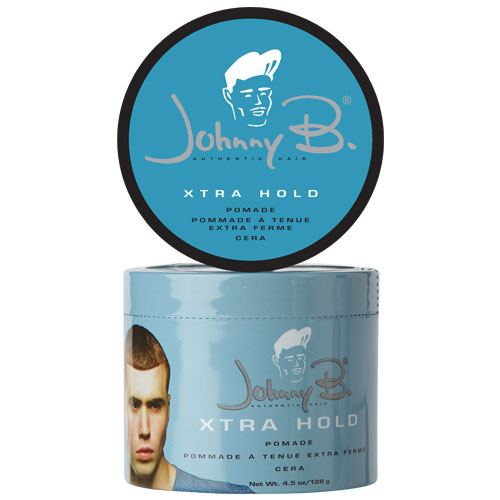 Johnny B.®
AUTHENTIC HAIR
XTRA HOLD
POMADE
POMMADE À TENUE
EXTRA FERME
CERA
Johnny B.
AUTHENTIC HAIR
XTRA HOLD
POMADE
POMMADE À TENUE EXTRA FERME
CERA
Net Wt. 4.5 oz/128 g